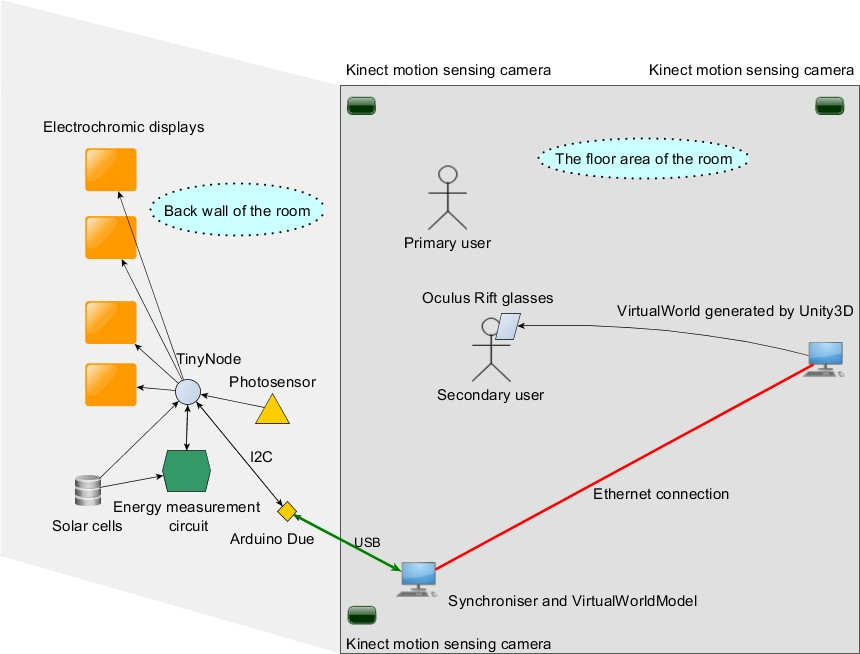 Kinect motion sensing camera
Kinect motion sensing camera
Electrochromic displays
The floor area of the room
Back wall of the room
Primary user
Oculus Rift glasses
VirtualWorld generated by Unity3D
TinyNode
Photosensor
Secondary user
I2C
Ethernet connection
Energy measurement
circuit
Solar cells
Arduino Due
USB
Synchroniser and VirtualWorldModel
Kinect motion sensing camera